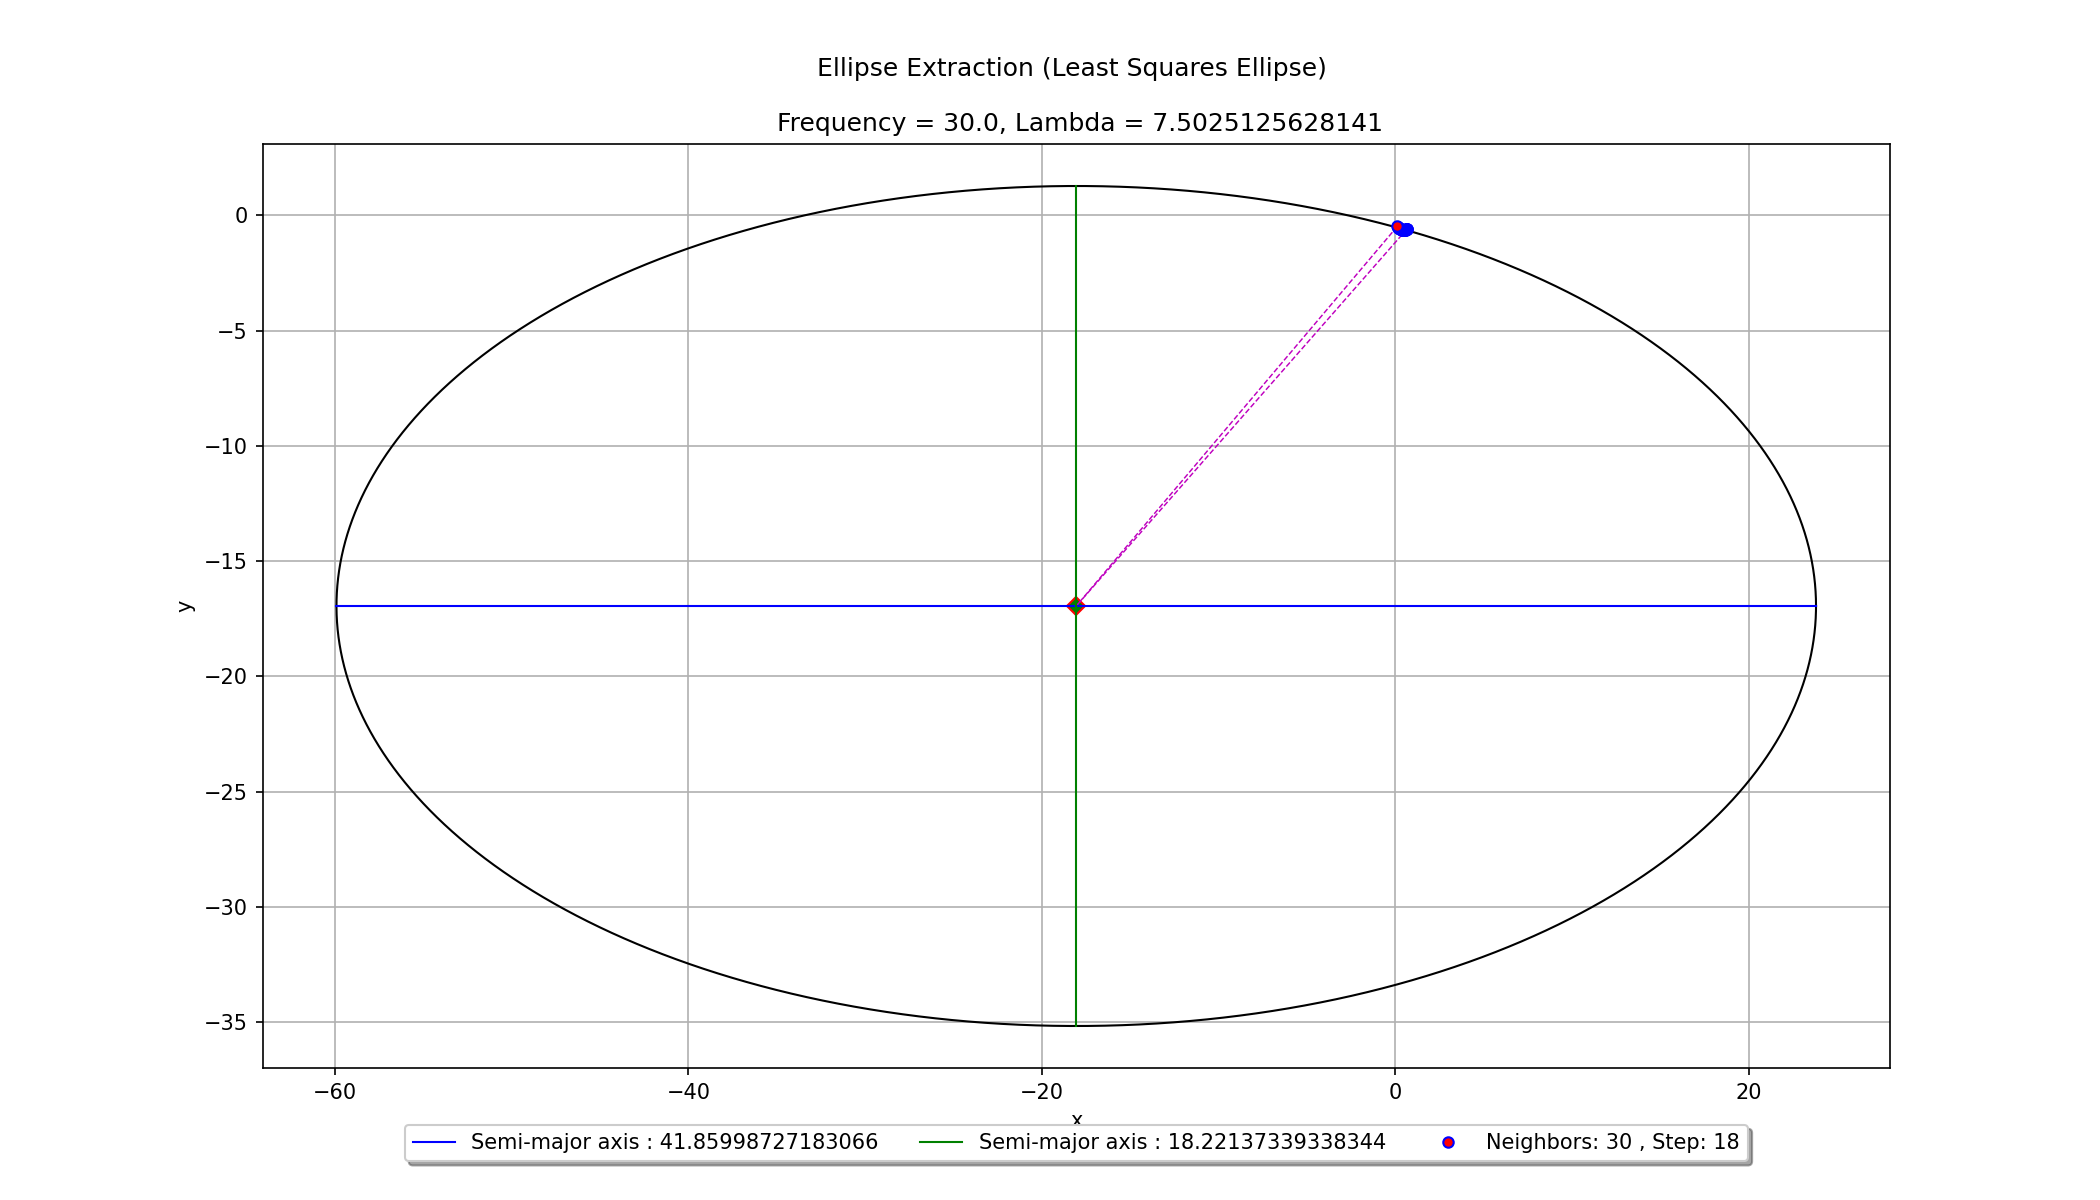 Ellipse Extraction (Least Squares Ellipse)
Frequency = 30.0, Lambda = 7.5025125628141
0
−5
−10
−15
−20
−25
−30
−35
y
−60
−40
−20
0
20
x
Semi-major axis : 41.85998727183066
Semi-major axis : 18.22137339338344
Neighbors: 30 , Step: 18